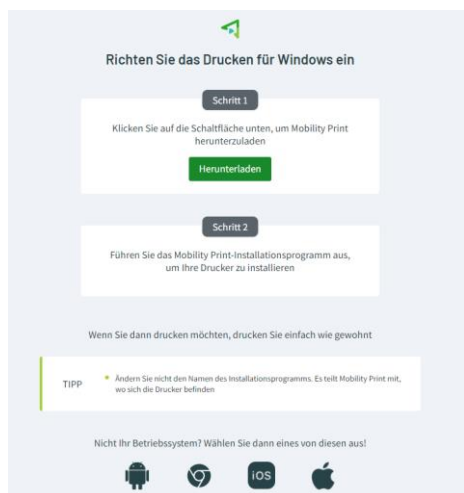 Richten Sie das Drucken für Windows ein
Schritt 1
Klicken Sie auf die Schaltfläche unten, um Mobility Print
herunterzuladen
Herunterladen
Schritt 2
Führen Sie das Mobility Print-Installationsprogramm aus,
um Ihre Drucker zu installieren
Wenn Sie dann drucken möchten, drucken Sie einfach wie gewohnt
TIPP
Ändern Sie nicht den Namen des Installationsprogramms. Es teilt Mobility Print mit,
wo sich die Drucker befinden
Nicht Ihr Betriebssystem? Wählen Sie dann eines von diesen aus!
iOS